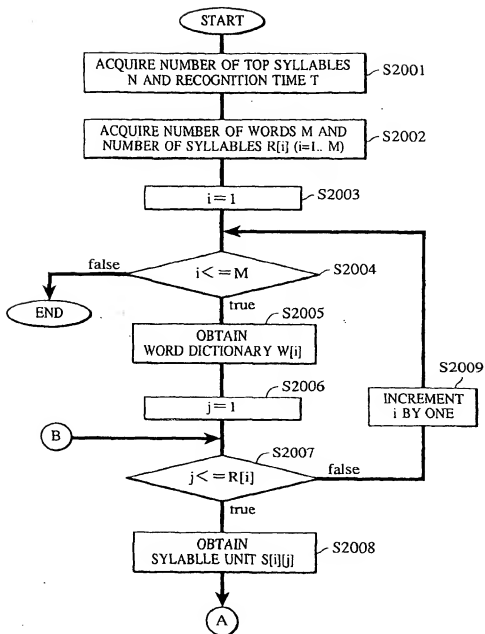 START
ACQUIRE NUMBER OF TOP SYLLABLES
N AND RECOGNITION TIME T
S2001
ACQUIRE NUMBER OF WORDS M AND
NUMBER OF SYLLABLES R[i] (i=1.. M)
S2002
i=1
S2003
i<=M
S2004
false
END
true
S2005
OBTAIN
WORD DICTIONARY W[i]
S2006
j=1
S2009
INCREMENT
i BY ONE
B
S2007
j<=R[i]
false
true
OBTAIN
SYLABLLE UNIT S[i][j]
S2008
A